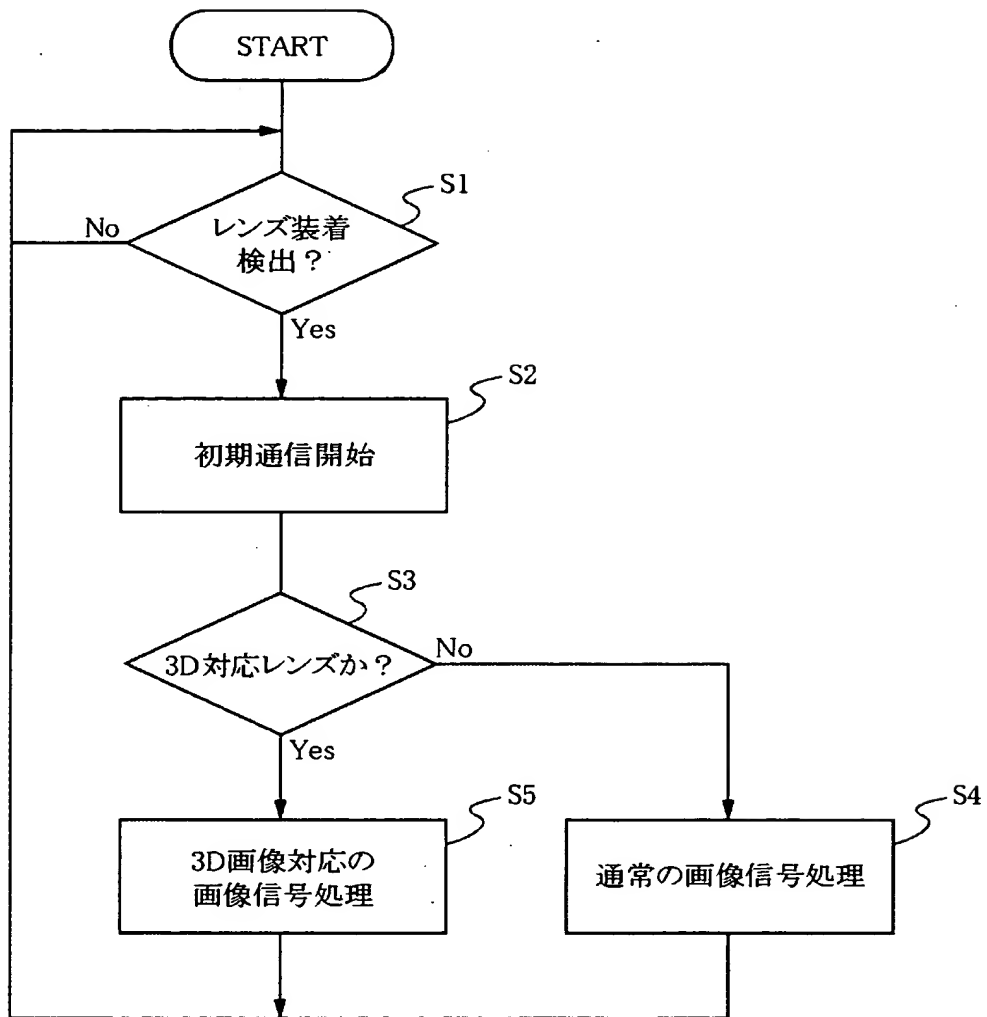 START
S1
レンズ装着
検出？
No
Yes
S2
初期通信開始
S3
3D対応レンズか？
No
Yes
S5
3D画像対応の
画像信号処理
S4
通常の画像信号処理